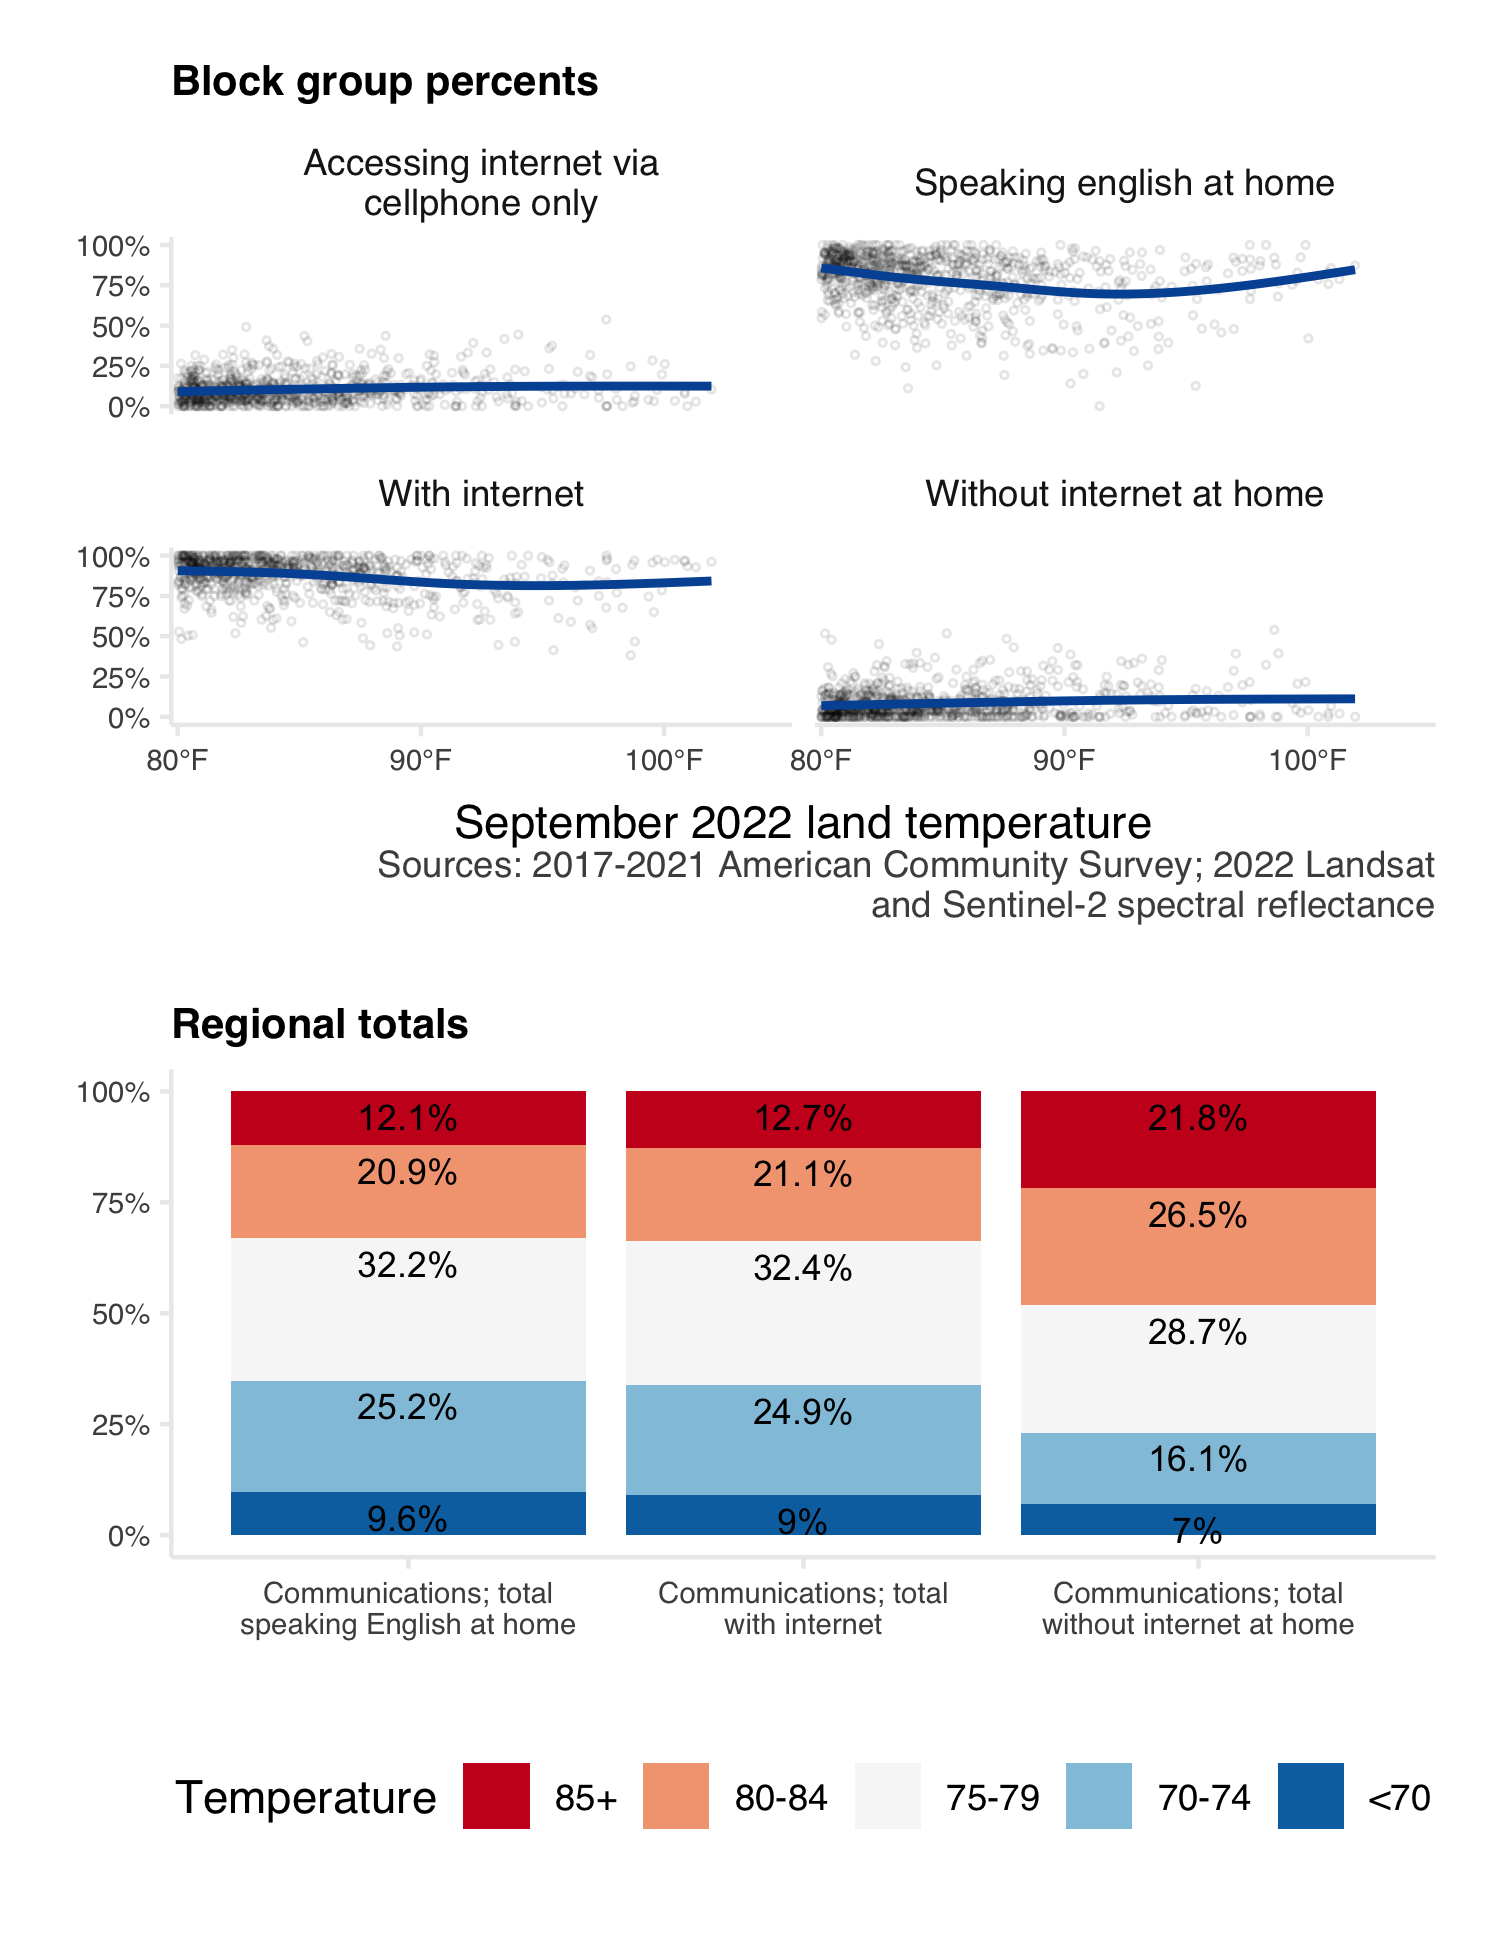 Block group percents
Accessing internet via
cellphone only
Speaking english at home
100%
75%
50%
25%
0%
With internet
Without internet at home
100%
75%
50%
25%
0%
80°F
90°F
100°F
80°F
90°F
100°F
September 2022 land temperature
Sources: 2017-2021 American Community Survey; 2022 Landsat
and Sentinel-2 spectral reflectance
Regional totals
100%
75%
50%
25%
0%
12.1%
20.9%
32.2%
25.2%
9.6%
12.7%
21.1%
32.4%
24.9%
9%
21.8%
26.5%
28.7%
16.1%
7%
Communications; total
speaking English at home
Communications; total
with internet
Communications; total
without internet at home
Temperature
85+
80-84
75-79
70-74
<70